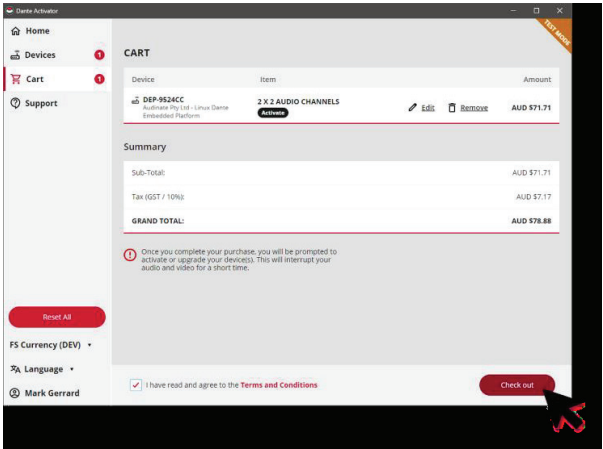 Dante Activator
TEST MODE
Home
Devices 1
Cart 1
Support
CART
Device Item Amount
DEP-9524CC
Audinate Pty Ltd - Linux Dante
Embedded Platform
2 X 2 AUDIO CHANNELS
Activate
Edit Remove AUD $71.71
Summary
Sub-Total: AUD $71.71
Tax (GST / 10%): AUD $7.17
GRAND TOTAL: AUD $78.88
Once you complete your purchase, you will be prompted to
activate or upgrade your device(s). This will interrupt your
audio and video for a short time.
Reset All
FS Currency (DEV)
Language
Mark Gerrard
I have read and agree to the Terms and Conditions
Check out